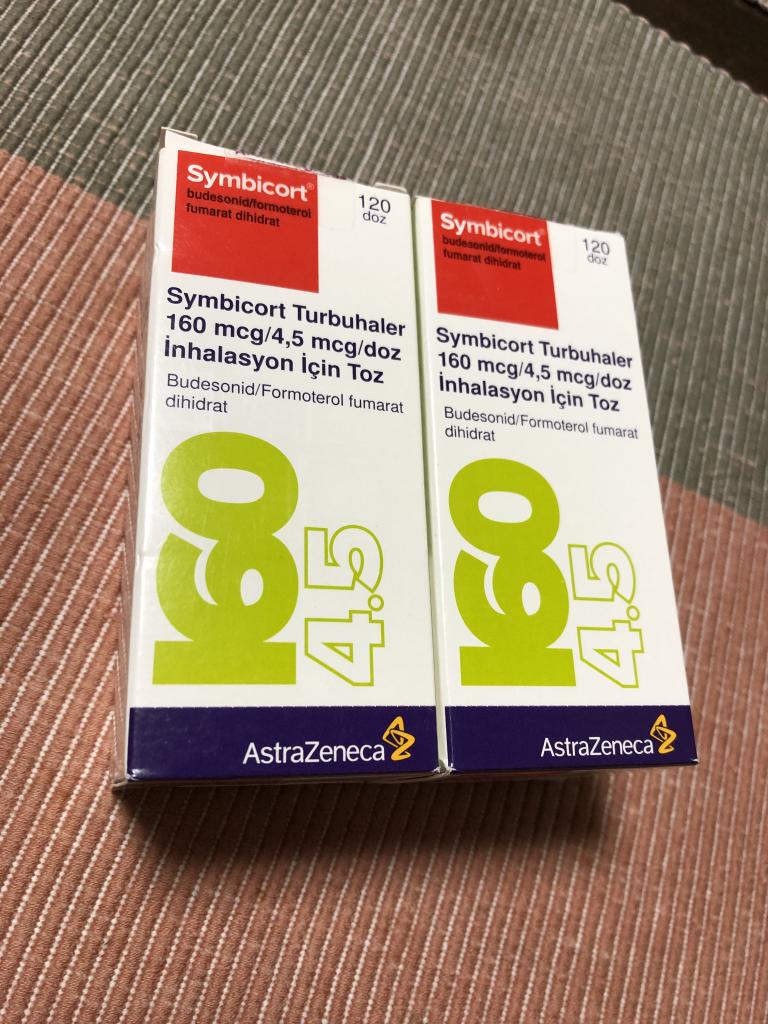 Symbicort®
budesonid/formoterol
fumarat dihidrat
120
doz
Symbicort Turbuhaler
160 mcg/4,5 mcg/doz
İnhalasyon İçin Toz
Budesonid/Formoterol fumarat
dihidrat
160
4.5
AstraZeneca
Symbicort®
budesonid/formoterol
fumarat dihidrat
120
doz
Symbicort Turbuhaler
160 mcg/4,5 mcg/doz
İnhalasyon İçin Toz
Budesonid/Formoterol fumarat
dihidrat
160
4.5
AstraZeneca